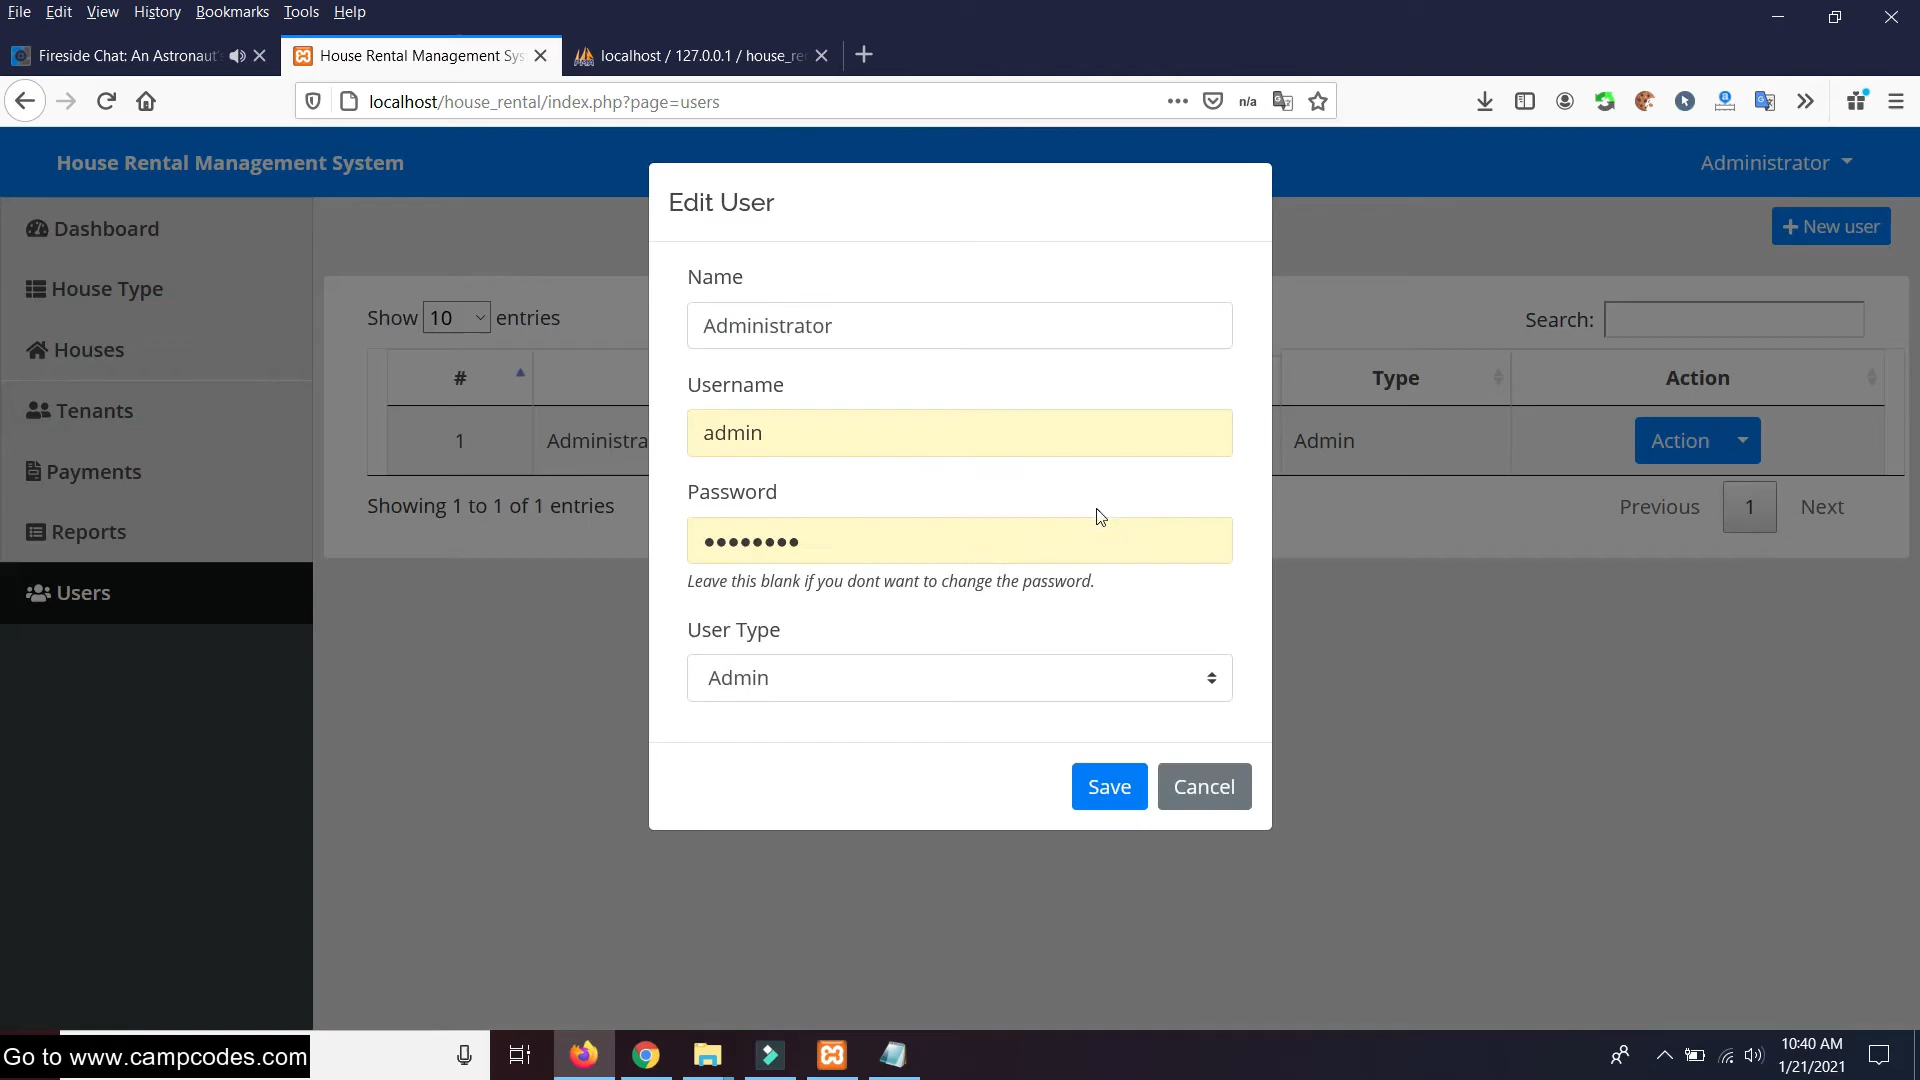 File Edit View History Bookmarks Tools Help
Fireside Chat: An Astronaut's
House Rental Management Sys
localhost / 127.0.0.1 / house_re
localhost/house_rental/index.php?page=users
n/a
House Rental Management System
Administrator
Edit User
Dashboard
New user
Name
House Type
Show 10 entries
Administrator
Search:
Houses
Username
# Type Action
Tenants
admin
1 Administra Admin Action
Payments
Password
Showing 1 to 1 of 1 entries
Previous 1 Next
Reports
Leave this blank if you dont want to change the password.
Users
User Type
Admin
Save Cancel
Go to www.campcodes.com
10:40 AM
1/21/2021